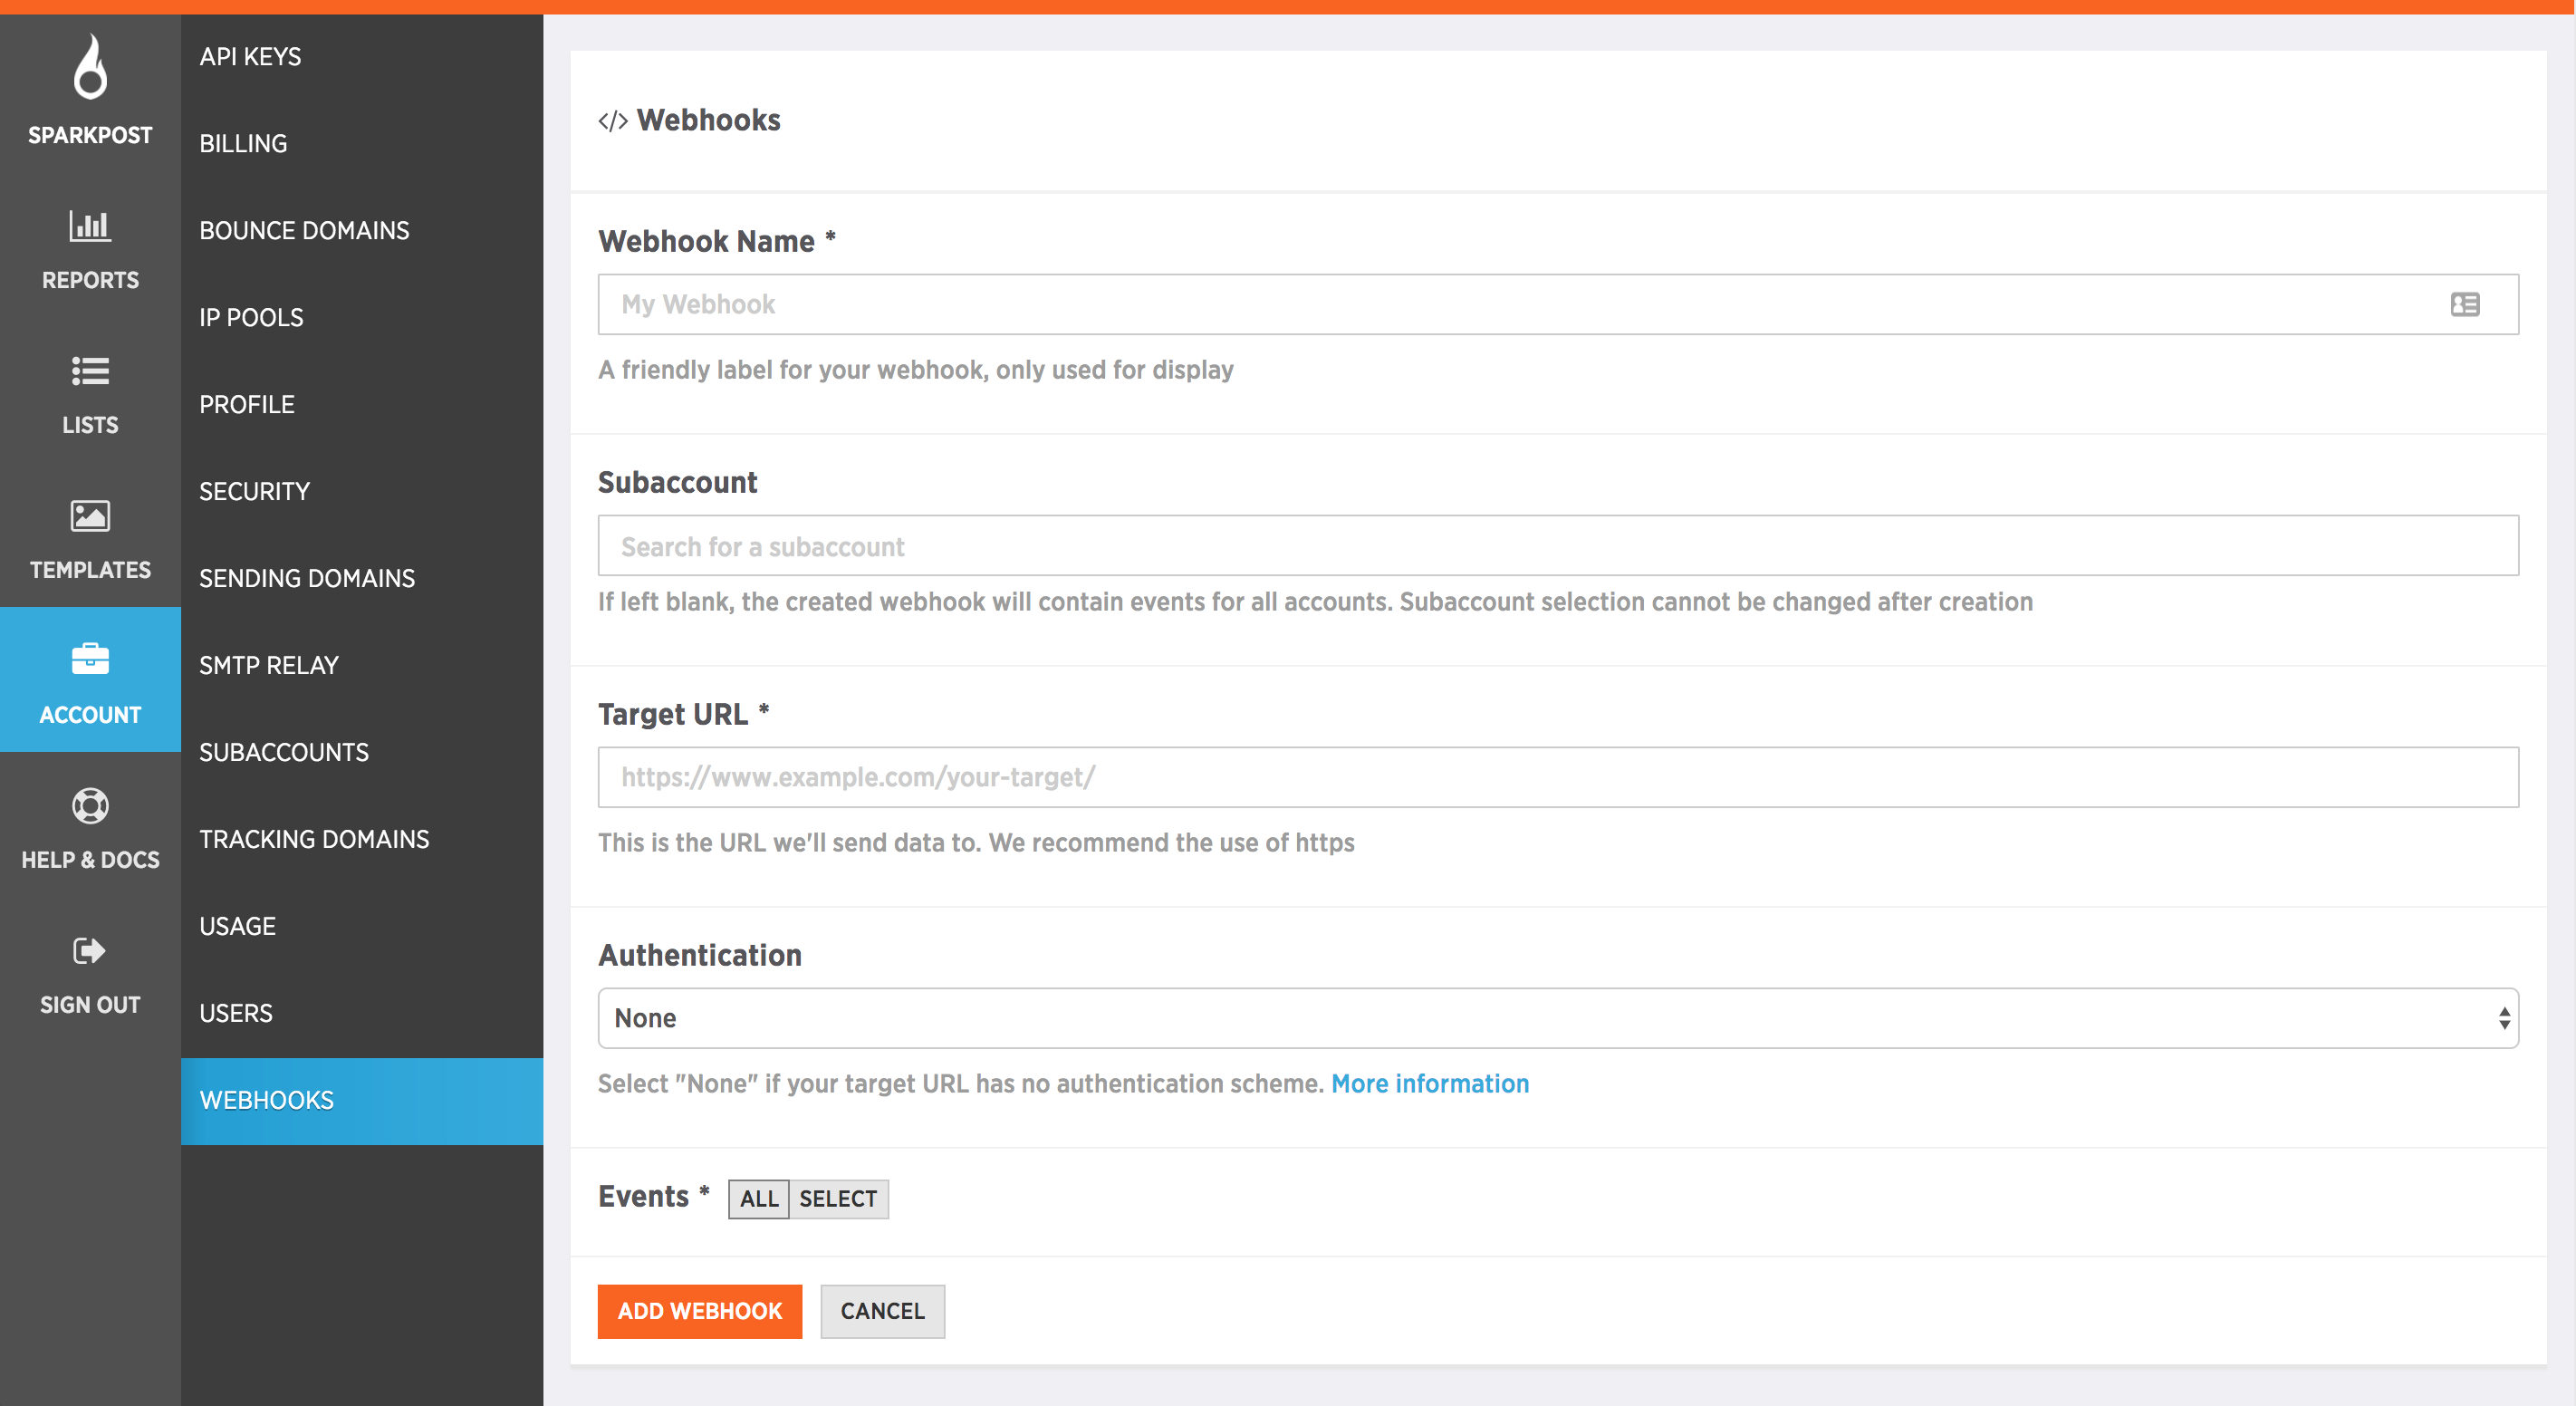 SPARKPOST
REPORTS
LISTS
TEMPLATES
ACCOUNT
HELP & DOCS
SIGN OUT
API KEYS
BILLING
BOUNCE DOMAINS
IP POOLS
PROFILE
SECURITY
SENDING DOMAINS
SMTP RELAY
SUBACCOUNTS
TRACKING DOMAINS
USAGE
USERS
WEBHOOKS
</> Webhooks
Webhook Name *
My Webhook
A friendly label for your webhook, only used for display
Subaccount
Search for a subaccount
If left blank, the created webhook will contain events for all accounts. Subaccount selection cannot be changed after creation
Target URL *
https://www.example.com/your-target/
This is the URL we'll send data to. We recommend the use of https
Authentication
None
Select "None" if your target URL has no authentication scheme. More information
Events * ALL SELECT
ADD WEBHOOK CANCEL